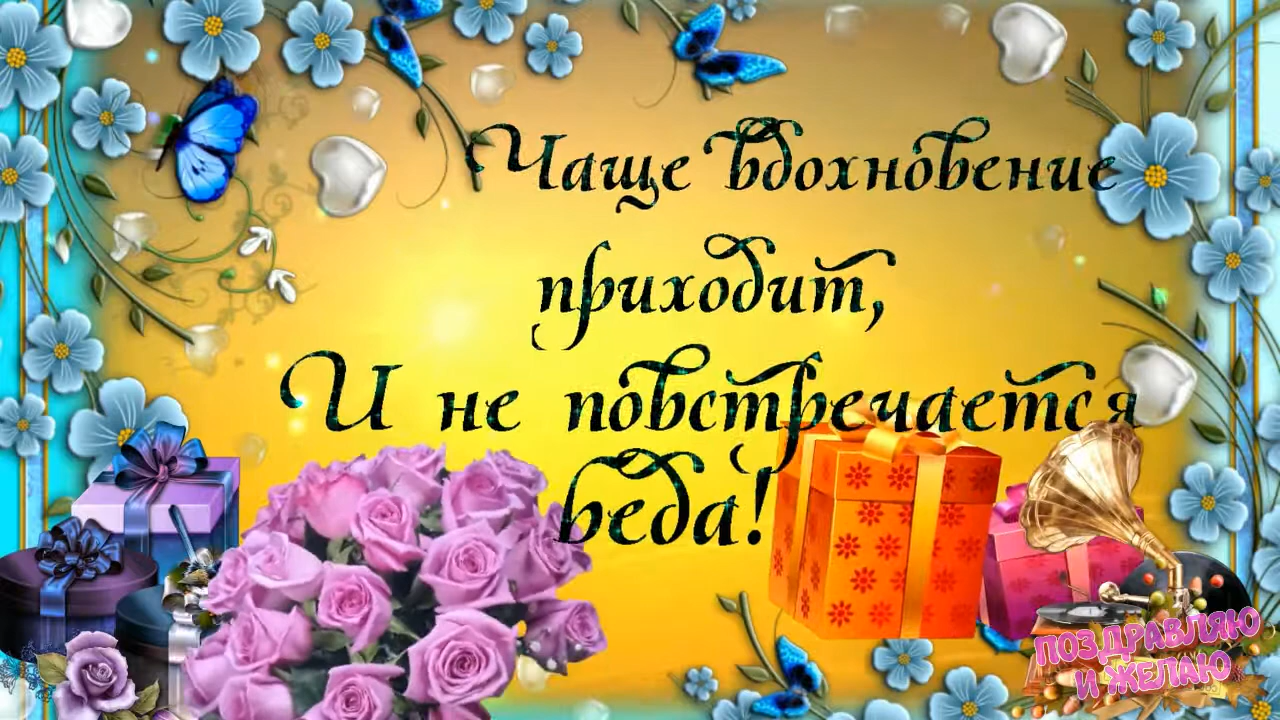 Чаще вдохновение
приходит,
И не повстречается
беда!
ПОЗДРАВЛЯЮ
И ЖЕЛАЮ